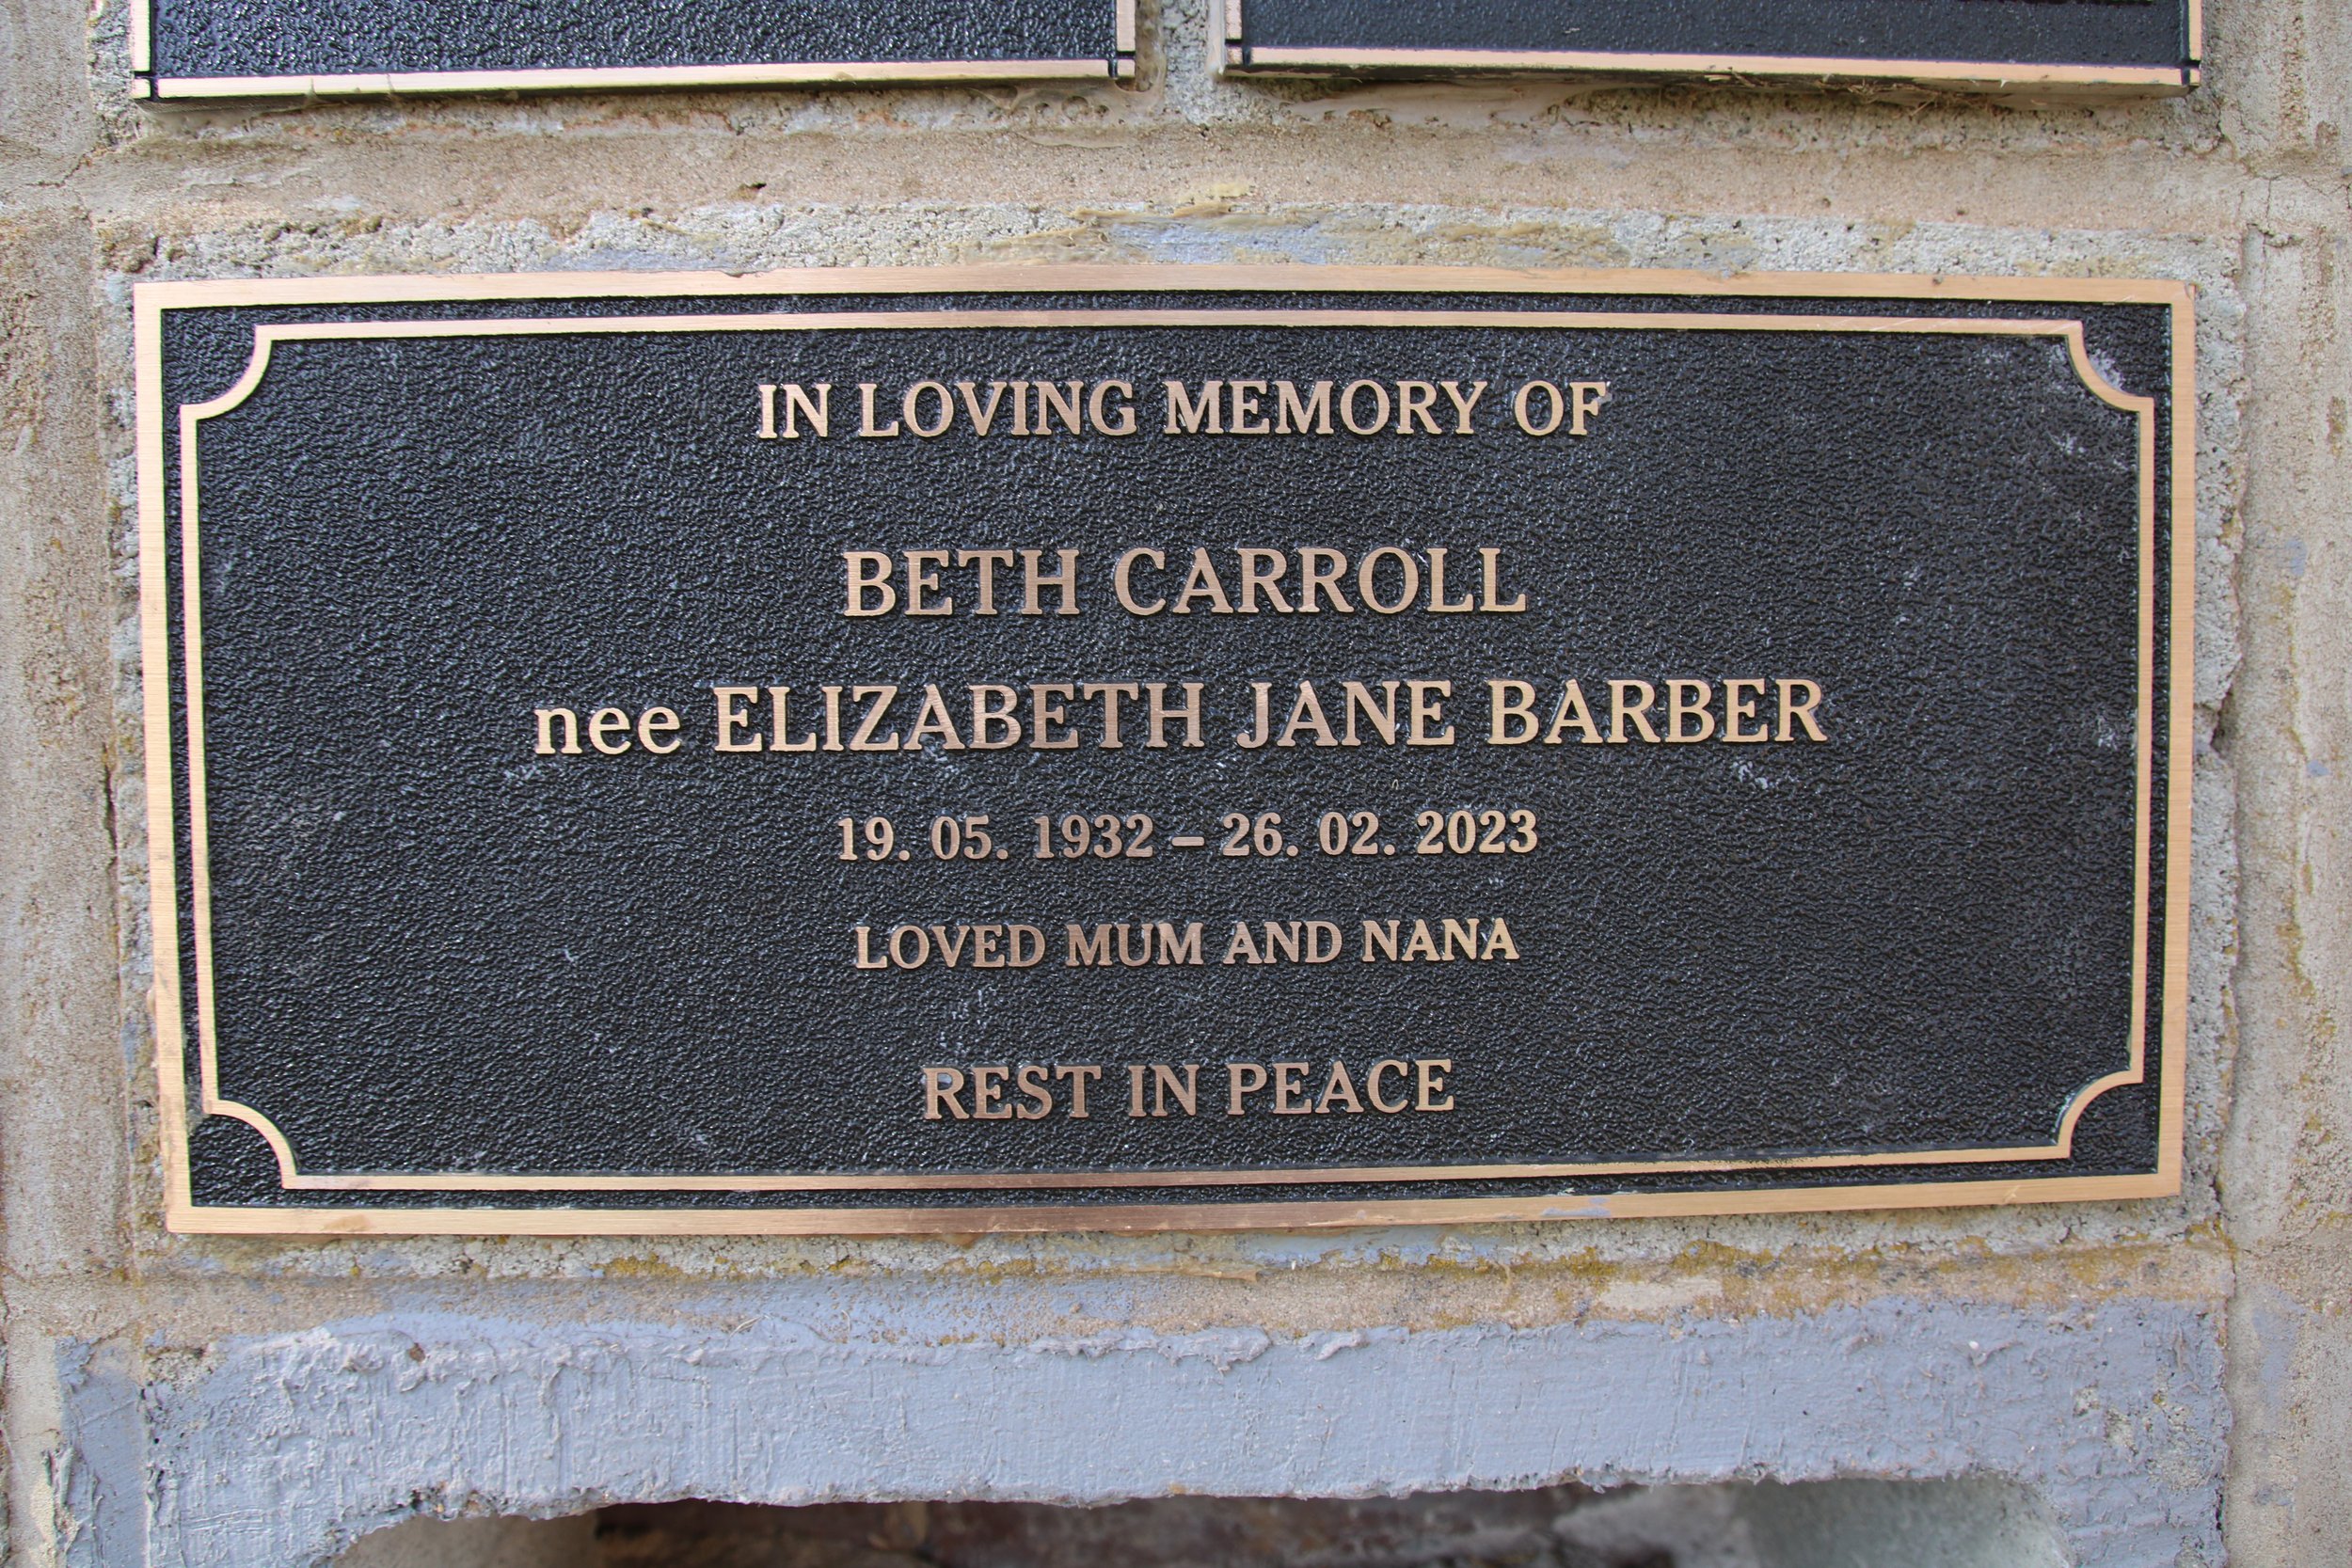 IN LOVING MEMORY OF
BETH CARROLL
nee ELIZABETH JANE BARBER
19. 05. 1932 – 26. 02. 2023
LOVED MUM AND NANA
REST IN PEACE